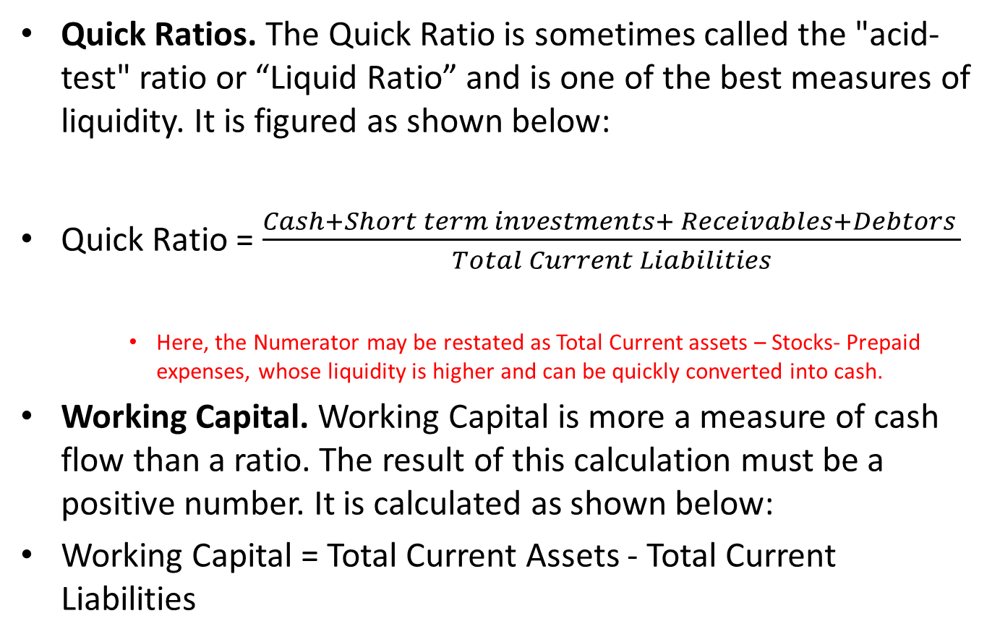 • Quick Ratios. The Quick Ratio is sometimes called the "acid-
test" ratio or “Liquid Ratio” and is one of the best measures of
liquidity. It is figured as shown below:
• Quick Ratio = Cash+Short term investments+ Receivables+Debtors
Total Current Liabilities
• Here, the Numerator may be restated as Total Current assets – Stocks- Prepaid
expenses, whose liquidity is higher and can be quickly converted into cash.
• Working Capital. Working Capital is more a measure of cash
flow than a ratio. The result of this calculation must be a
positive number. It is calculated as shown below:
• Working Capital = Total Current Assets - Total Current
Liabilities